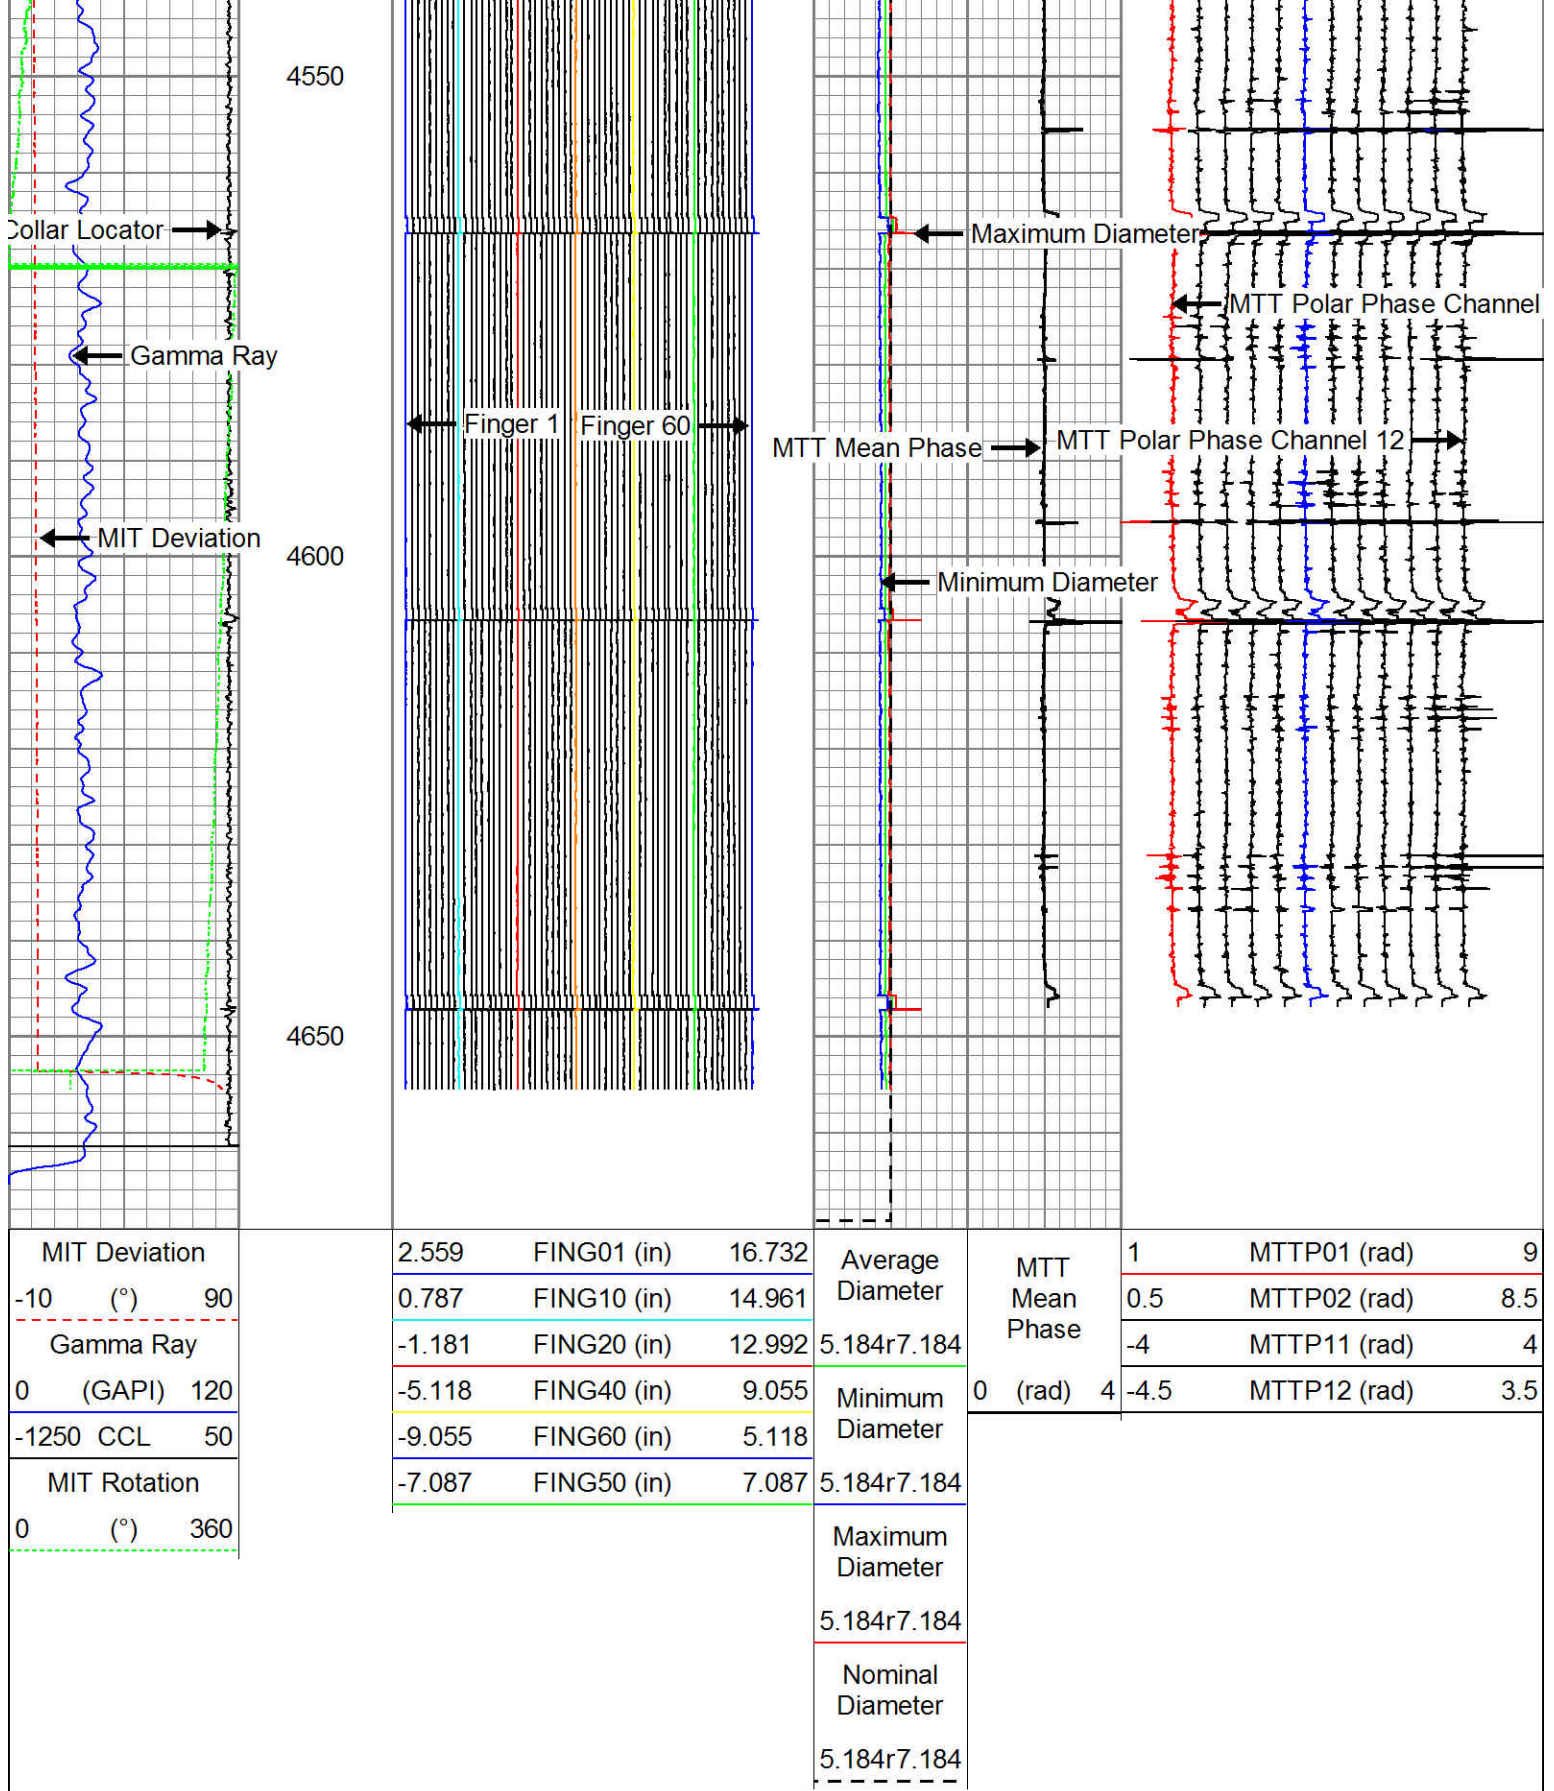 4550
Collar Locator
Maximum Diameter
MTT Polar Phase Channel
Gamma Ray
Finger 1
Finger 60
MTT Mean Phase
MTT Polar Phase Channel 12
MIT Deviation
4600
Minimum Diameter
4650
MIT Deviation
-10 (°) 90
Gamma Ray
0 (GAPI) 120
-1250 CCL 50
MIT Rotation
0 (°) 360
2.559 FING01 (in) 16.732
0.787 FING10 (in) 14.961
-1.181 FING20 (in) 12.992
-5.118 FING40 (in) 9.055
-9.055 FING60 (in) 5.118
-7.087 FING50 (in) 7.087
Average
Diameter
5.184r7.184
Minimum
Diameter
5.184r7.184
Maximum
Diameter
5.184r7.184
Nominal
Diameter
5.184r7.184
MTT
Mean
Phase
0 (rad) 4
1 MTTP01 (rad) 9
0.5 MTTP02 (rad) 8.5
-4 MTTP11 (rad) 4
-4.5 MTTP12 (rad) 3.5